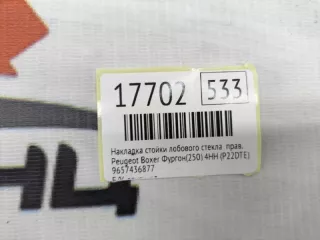 17702 533
Накладка стойки лобового стекла прав.
Peugeot Boxer Фургон(250) 4HH (P22DTE)
9657436877